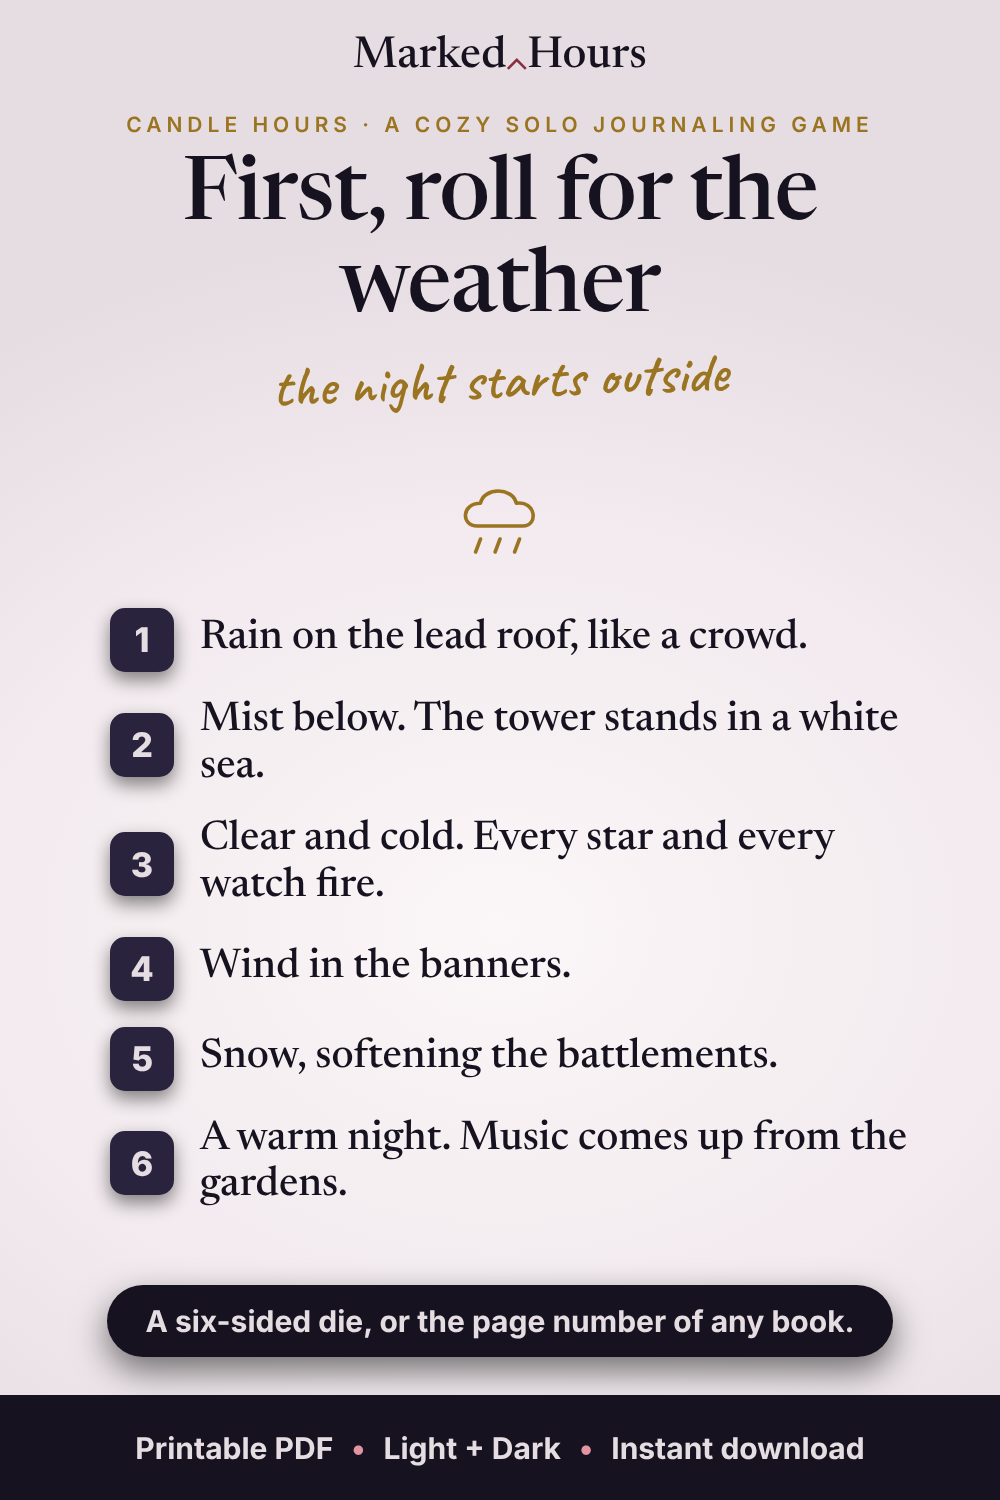 Marked‸Hours
CANDLE HOURS · A COZY SOLO JOURNALING GAME
First, roll for the
weather
the night starts outside
1 Rain on the lead roof, like a crowd.
2 Mist below. The tower stands in a white
sea.
3 Clear and cold. Every star and every
watch fire.
4 Wind in the banners.
5 Snow, softening the battlements.
6 A warm night. Music comes up from the
gardens.
A six-sided die, or the page number of any book.
Printable PDF • Light + Dark • Instant download